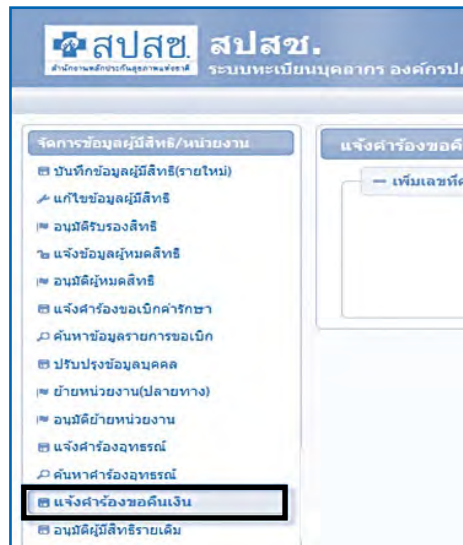 สปสช.
สำนักงานหลักประกันสุขภาพแห่งชาติ
สปสช.
ระบบทะเบียนบุคลากร องค์กรปก
จัดการข้อมูลผู้มีสิทธิ/หน่วยงาน
บันทึกข้อมูลผู้มีสิทธิ(รายใหม่)
แก้ไขข้อมูลผู้มีสิทธิ
อนุมัติรับรองสิทธิ
แจ้งข้อมูลผู้หมดสิทธิ
อนุมัติผู้หมดสิทธิ
แจ้งคำร้องขอเบิกค่ารักษา
ค้นหาข้อมูลรายการขอเบิก
ปรับปรุงข้อมูลบุคคล
ย้ายหน่วยงาน(ปลายทาง)
อนุมัติย้ายหน่วยงาน
แจ้งคำร้องอุทธรณ์
ค้นหาคำร้องอุทธรณ์
แจ้งคำร้องขอคืนเงิน
อนุมัติผู้มีสิทธิรายเดิม
แจ้งคำร้องขอคื
เพิ่มเลขที่